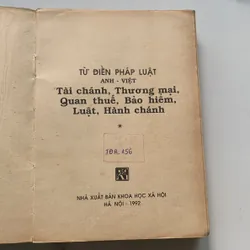 TỪ ĐIỂN PHÁP LUẬT
ANH - VIỆT
Tài chánh, Thương mại,
Quan thuế, Bảo hiểm,
Luật, Hành chánh
NHÀ XUẤT BẢN KHOA HỌC XÃ HỘI
HÀ NỘI - 1992